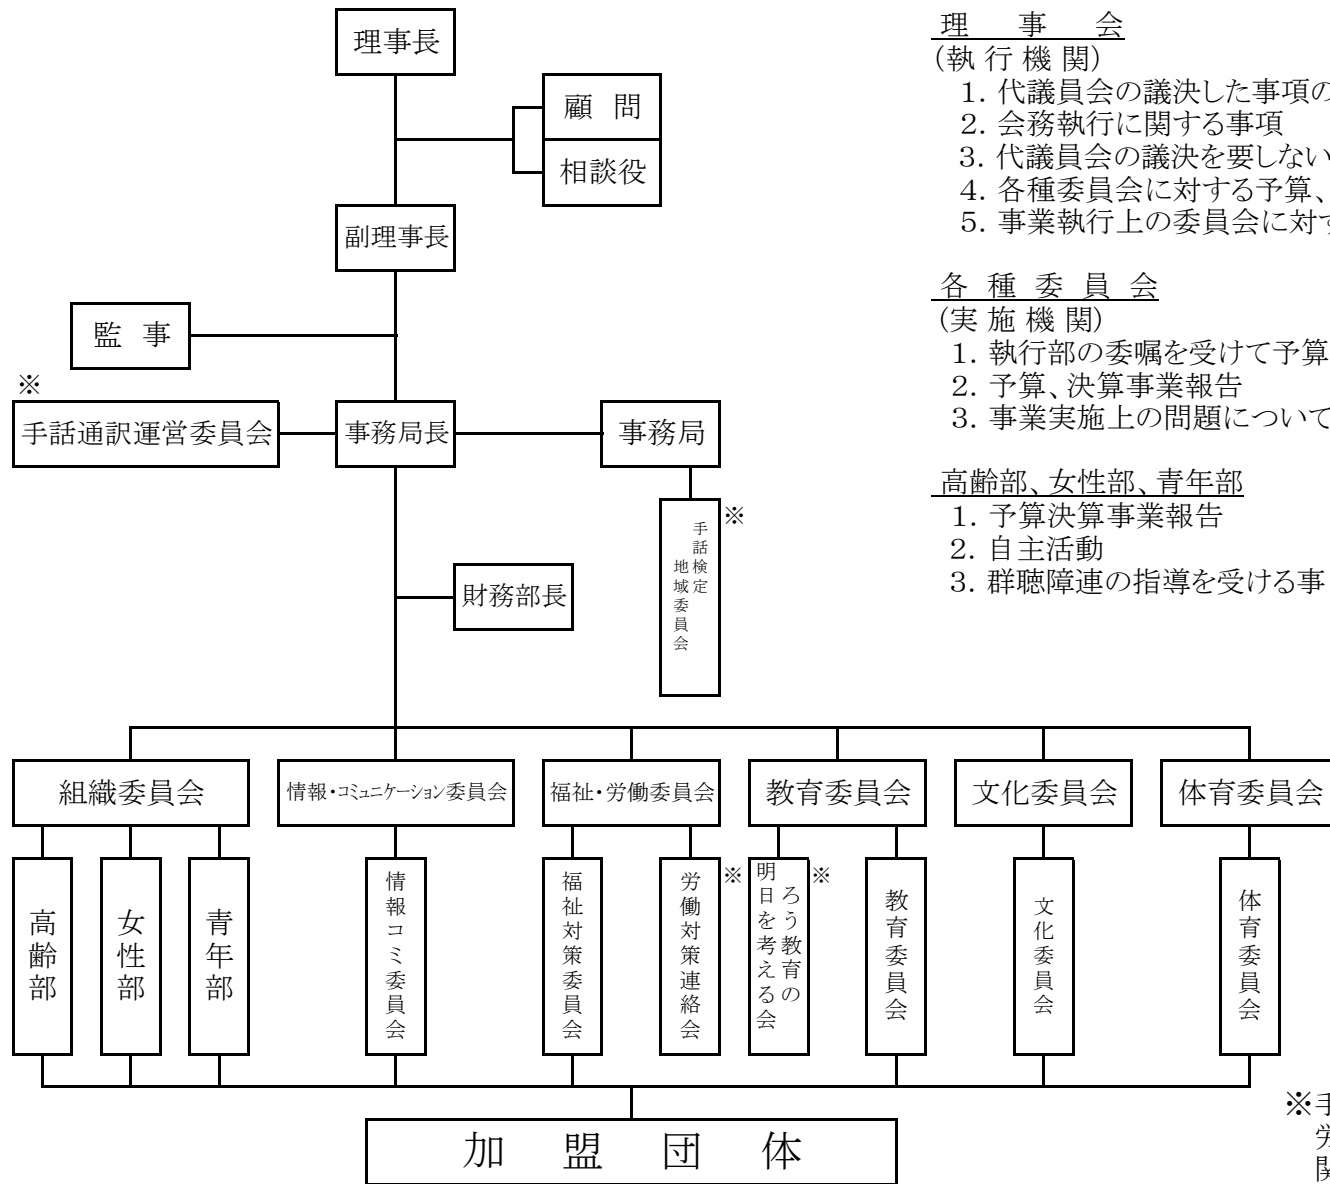 理事長
顧問
相談役
副理事長
監事
※
手話通訳運営委員会
事務局長
事務局
※
手話検定
地域委員会
財務部長
組織委員会
情報・コミュニケーション委員会
福祉・労働委員会
教育委員会
文化委員会
体育委員会
高齢部
女性部
青年部
情報コミ委員会
福祉対策委員会
労働対策連絡会
※
ろう教育の
明日を考える会
※
教育委員会
文化委員会
体育委員会
加盟団体
理事会
(執行機関)
1. 代議員会の議決した事項の
2. 会務執行に関する事項
3. 代議員会の議決を要しない
4. 各種委員会に対する予算、
5. 事業執行上の委員会に対す
各種委員会
(実施機関)
1. 執行部の委嘱を受けて予算
2. 予算、決算事業報告
3. 事業実施上の問題について
高齢部、女性部、青年部
1. 予算決算事業報告
2. 自主活動
3. 群聴障連の指導を受ける事
※手
労
関